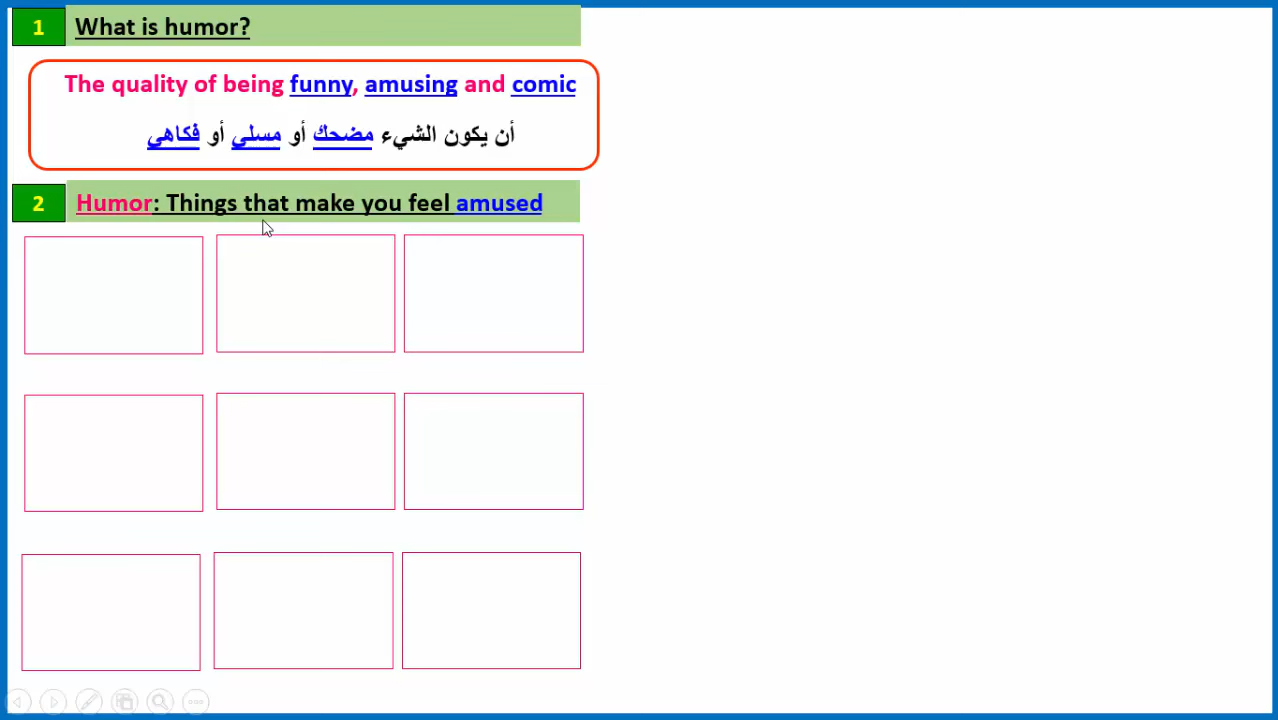 1 What is humor?
The quality of being funny, amusing and comic
أن يكون الشيء مضحك أو مسلي أو فكاهي
2 Humor: Things that make you feel amused